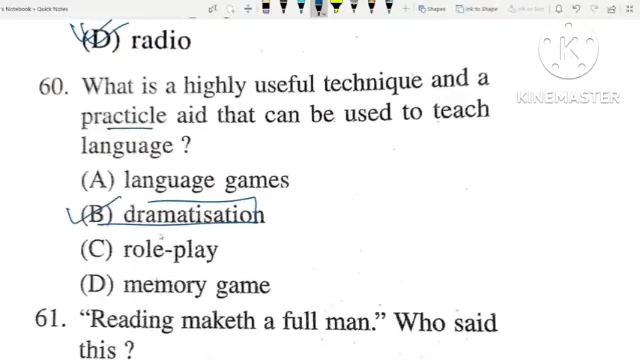 's Notebook > Quick Notes
Shapes
Ink to Shape
(D) radio
60. What is a highly useful technique and a
practicle aid that can be used to teach
language ?
(A) language games
(B) dramatisation
(C) role-play
(D) memory game
61. “Reading maketh a full man.” Who said
this ?
K
KINEMASTER